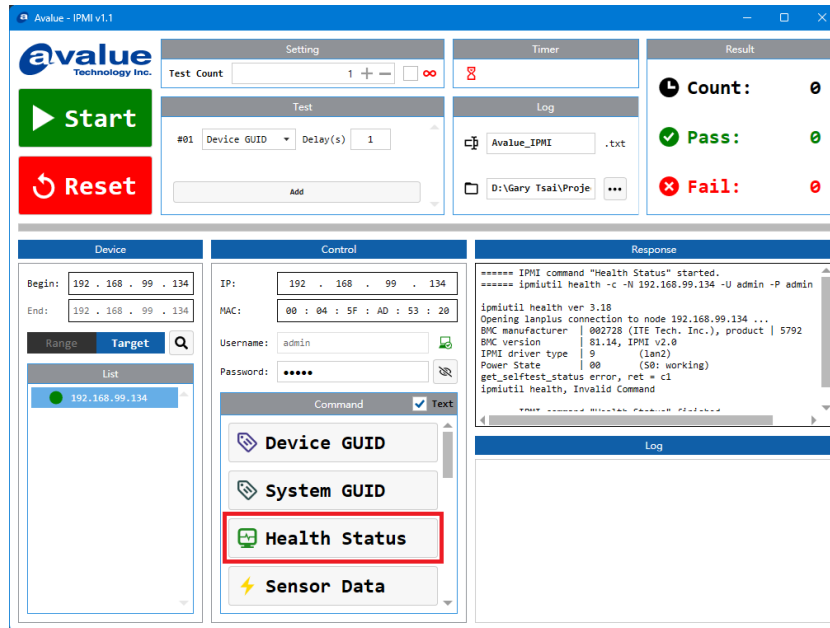 Avalue - IPMI v1.1
avalue
Technology Inc.
Start
Reset
Setting
Test Count 1
Test
#01 Device GUID Delay(s) 1
Add
Timer
Log
Avalue_IPMI .txt
D:\Gary Tsai\Proje
Result
Count: 0
Pass: 0
Fail: 0
Device
Begin: 192 . 168 . 99 . 134
End: 192 . 168 . 99 . 134
Range Target
List
192.168.99.134
Control
IP: 192 . 168 . 99 . 134
MAC: 00 : 04 : 5F : AD : 53 : 20
Username: admin
Password: •••••
Command Text
Device GUID
System GUID
Health Status
Sensor Data
Response
====== IPMI command "Health Status" started.
====== ipmiutil health -c -N 192.168.99.134 -U admin -P admin
ipmiutil health ver 3.18
Opening lanplus connection to node 192.168.99.134 ...
BMC manufacturer | 002728 (ITE Tech. Inc.), product | 5792
BMC version | 81.14, IPMI v2.0
IPMI driver type | 9 (lan2)
Power State | 00 (S0: working)
get_selftest_status error, ret = c1
ipmiutil health, Invalid Command
Log